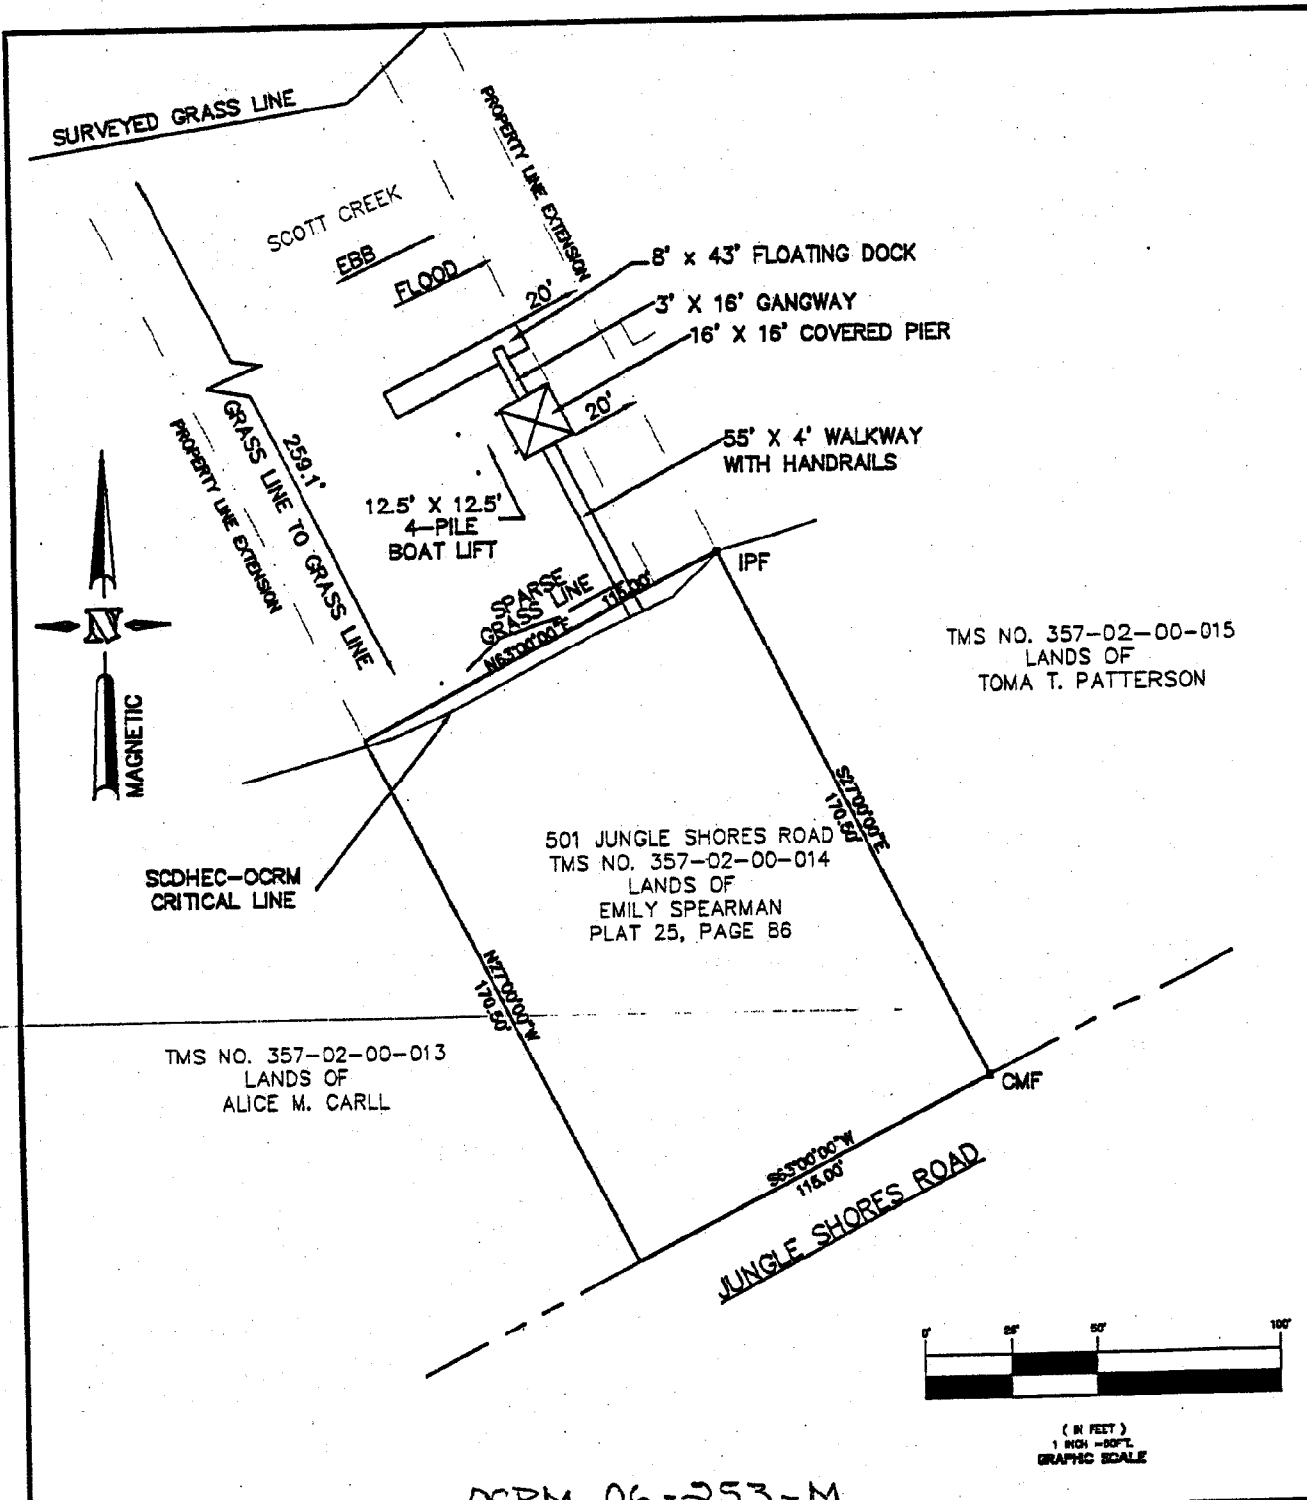 SURVEYED GRASS LINE
PROPERTY LINE EXTENSION
SCOTT CREEK
EBB
FLOOD
20'
8' x 43' FLOATING DOCK
3' X 16' GANGWAY
16' X 16' COVERED PIER
20'
55' X 4' WALKWAY
WITH HANDRAILS
259.1'
GRASS LINE TO GRASS LINE
PROPERTY LINE EXTENSION
12.5' X 12.5'
4-PILE
BOAT LIFT
SPARSE
GRASS LINE
115.00'
N63°00'00"E
IPF
MAGNETIC
N
TMS NO. 357-02-00-015
LANDS OF
TOMA T. PATTERSON
S27°00'00"E
170.50'
501 JUNGLE SHORES ROAD
TMS NO. 357-02-00-014
LANDS OF
EMILY SPEARMAN
PLAT 25, PAGE 86
SCDHEC-OCRM
CRITICAL LINE
N27°00'00"W
170.50'
TMS NO. 357-02-00-013
LANDS OF
ALICE M. CARLL
CMF
S63°00'00"W
115.00'
JUNGLE SHORES ROAD
0' 25' 50' 100'
( IN FEET )
1 INCH =50FT.
GRAPHIC SCALE
OCRM 06-253-M